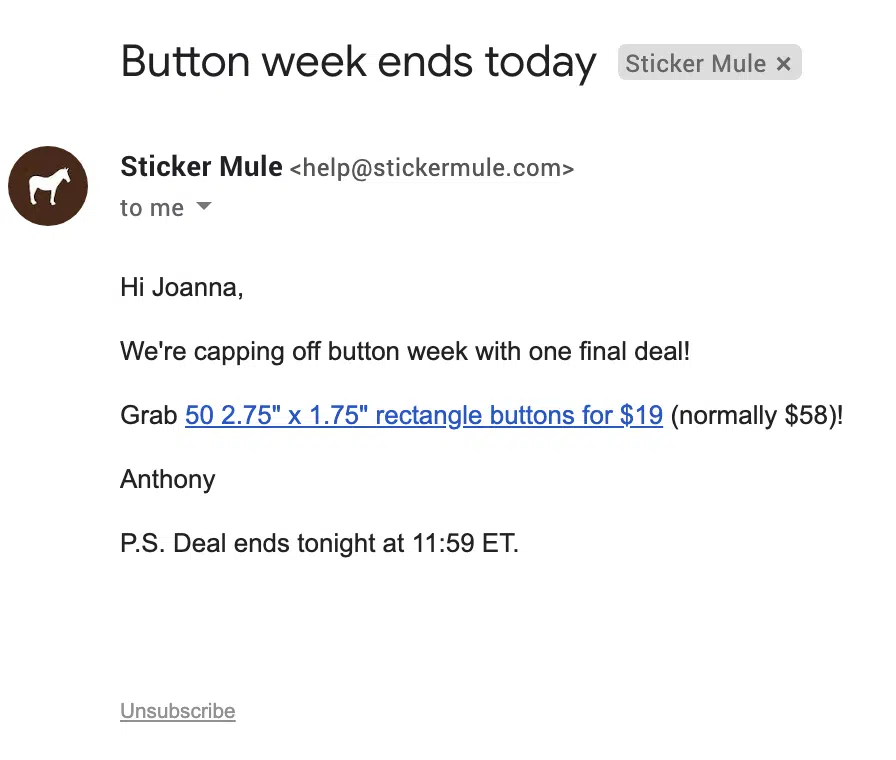 Button week ends today Sticker Mule ×
Sticker Mule <help@stickermule.com>
to me
Hi Joanna,
We're capping off button week with one final deal!
Grab 50 2.75" x 1.75" rectangle buttons for $19 (normally $58)!
Anthony
P.S. Deal ends tonight at 11:59 ET.
Unsubscribe